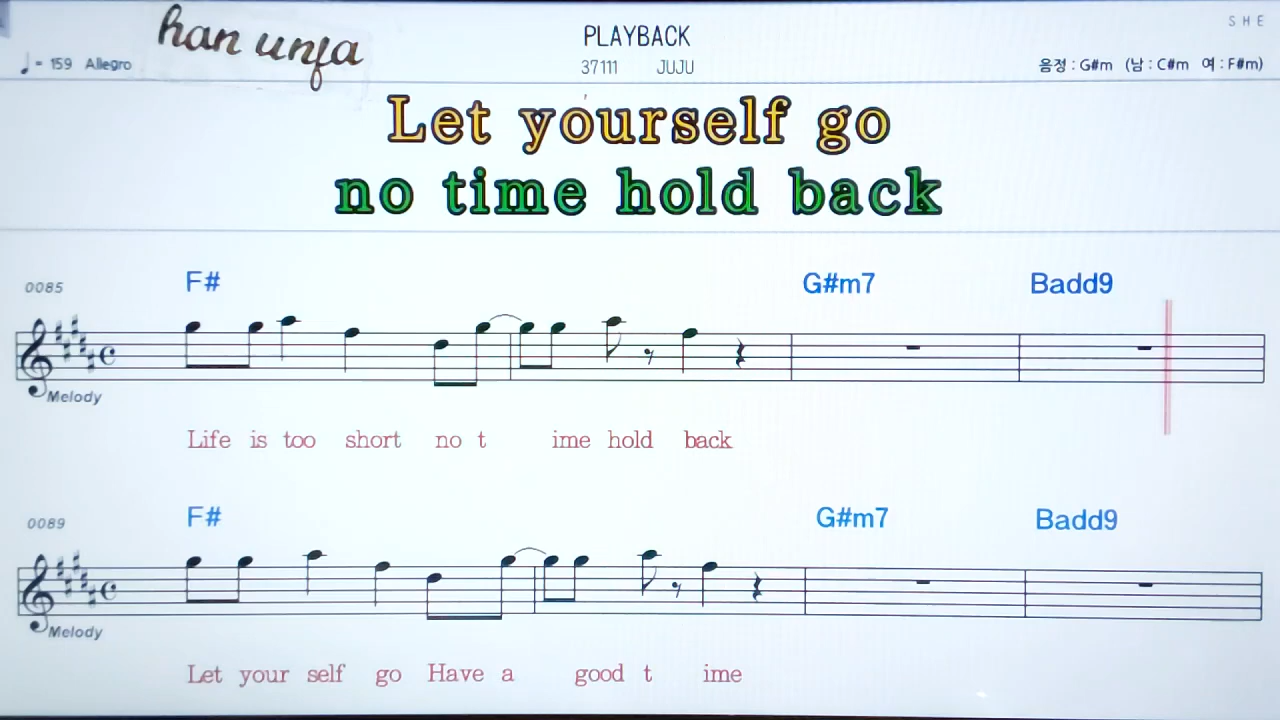 han unfa
PLAYBACK
SHE
♩= 159 Allegro
37111 JUJU
음정 : G#m (남 : C#m 여 : F#m)
Let yourself go
no time hold back
0085
F# G#m7 Badd9
Melody
Life is too short no t ime hold back
0089
F# G#m7 Badd9
Melody
Let your self go Have a good t ime